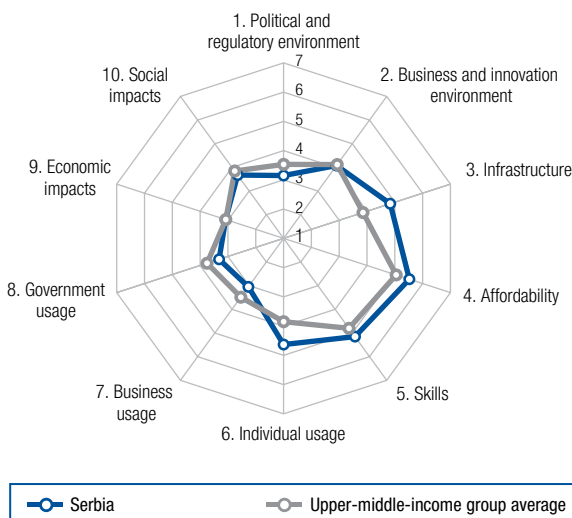 1. Political and
regulatory environment
10. Social
impacts
2. Business and innovation
environment
9. Economic
impacts
3. Infrastructure
8. Government
usage
4. Affordability
7. Business
usage
5. Skills
6. Individual usage
7
6
5
4
3
2
1
Serbia
Upper-middle-income group average